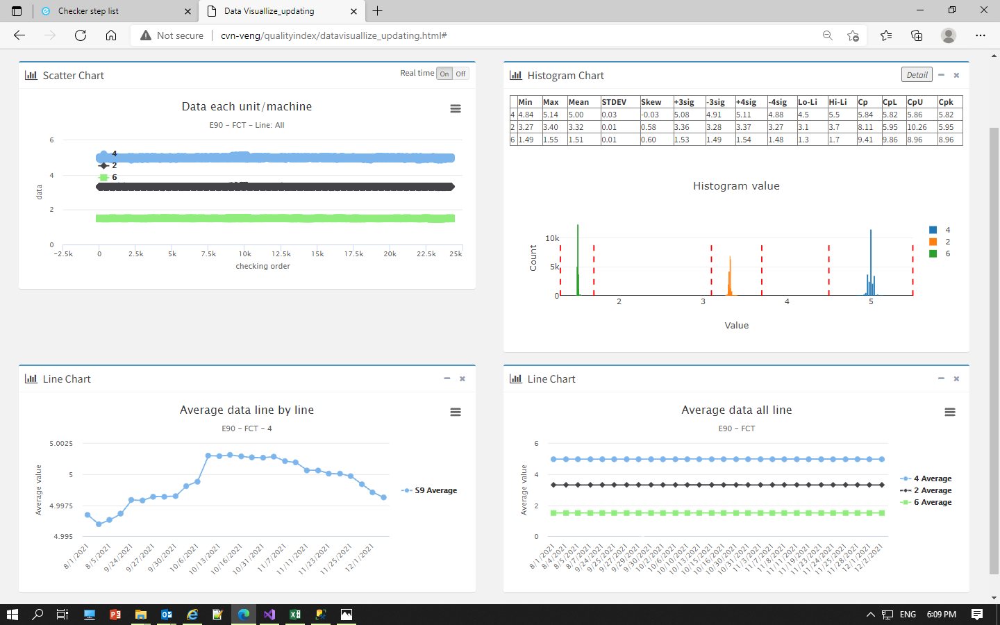 Checker step list
Data Visuallize_updating
Not secure
cvn-veng/qualityindex/datavisuallize_updating.html#
Scatter Chart
Real time On Off
Data each unit/machine
E90 – FCT – Line: All
6
4
2
0
data
4
2
6
−2.5k 0 2.5k 5k 7.5k 10k 12.5k 15k 17.5k 20k 22.5k 25k
checking order
Histogram Chart
Detail
Min Max Mean STDEV Skew +3sig -3sig +4sig -4sig Lo-Li Hi-Li Cp CpL CpU Cpk
4 4.84 5.14 5.00 0.03 -0.03 5.08 4.91 5.11 4.88 4.5 5.5 5.84 5.82 5.86 5.82
2 3.27 3.40 3.32 0.01 0.58 3.36 3.28 3.37 3.27 3.1 3.7 8.11 5.95 10.26 5.95
6 1.49 1.55 1.51 0.01 0.60 1.53 1.49 1.54 1.48 1.3 1.7 9.41 9.86 8.96 8.96
Histogram value
10k
5k
0
Count
2 3 4 5
Value
4
2
6
Line Chart
Average data line by line
E90 – FCT – 4
5.0025
5
4.9975
4.995
Average value
S9 Average
8/1/2021 8/5/2021 9/24/2021 9/27/2021 9/30/2021 10/6/2021 10/13/2021 10/16/2021 10/31/2021 11/7/2021 11/11/2021 11/23/2021 11/25/2021 12/1/2021
Line Chart
Average data all line
E90 – FCT
6
4
2
0
Average value
4 Average
2 Average
6 Average
8/1/2021 8/4/2021 8/5/2021 8/7/2021 9/24/2021 9/25/2021 9/27/2021 9/29/2021 9/30/2021 10/2/2021 10/6/2021 10/10/2021 10/13/2021 10/15/2021 10/16/2021 10/30/2021 10/31/2021 11/3/2021 11/7/2021 11/8/2021 11/11/2021 11/19/2021 11/23/2021 11/24/2021 11/25/2021 11/28/2021 12/1/2021 12/2/2021
ENG
6:09 PM